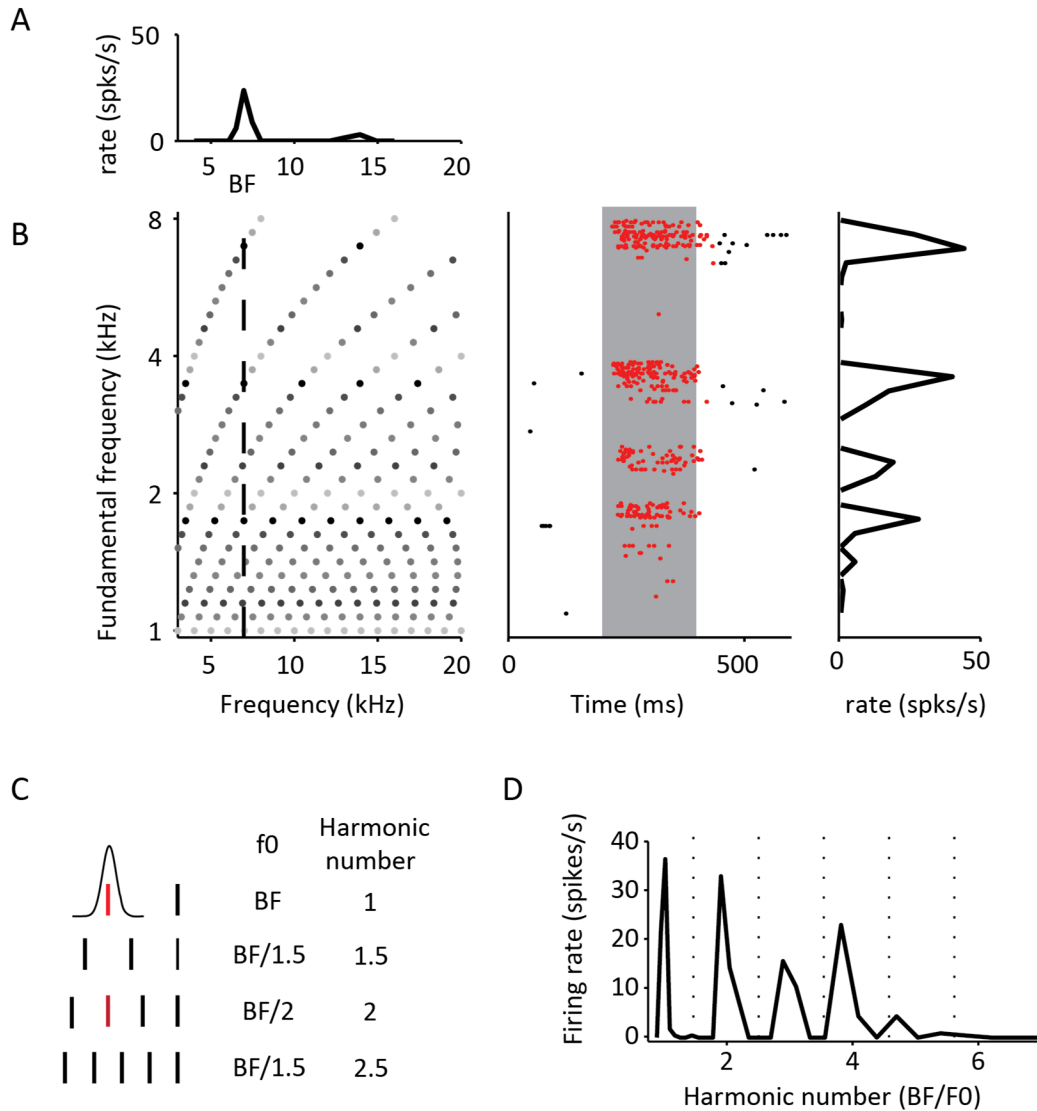 A
rate (spks/s)
50
0
5 10 15 20
BF
B
Fundamental frequency (kHz)
8
4
2
1
5 10 15 20
Frequency (kHz)
0 500
Time (ms)
0 50
rate (spks/s)
C
f0 Harmonic number
BF 1
BF/1.5 1.5
BF/2 2
BF/1.5 2.5
D
Firing rate (spikes/s)
40
30
20
10
0
2 4 6
Harmonic number (BF/F0)